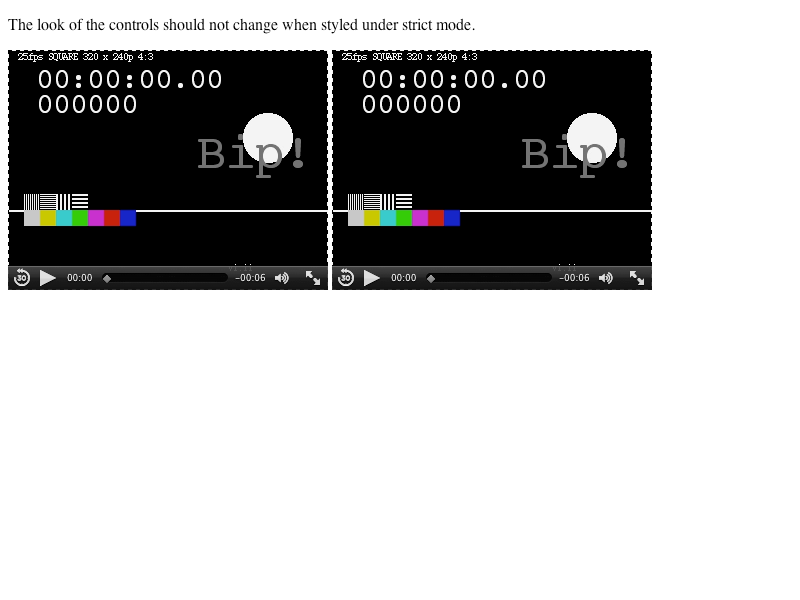 The look of the controls should not change when styled under strict mode.
25fps SQUARE 320 x 240p 4:3
00:00:00.00
000000
Bip!
30 00:00 -00:06
25fps SQUARE 320 x 240p 4:3
00:00:00.00
000000
Bip!
30 00:00 -00:06